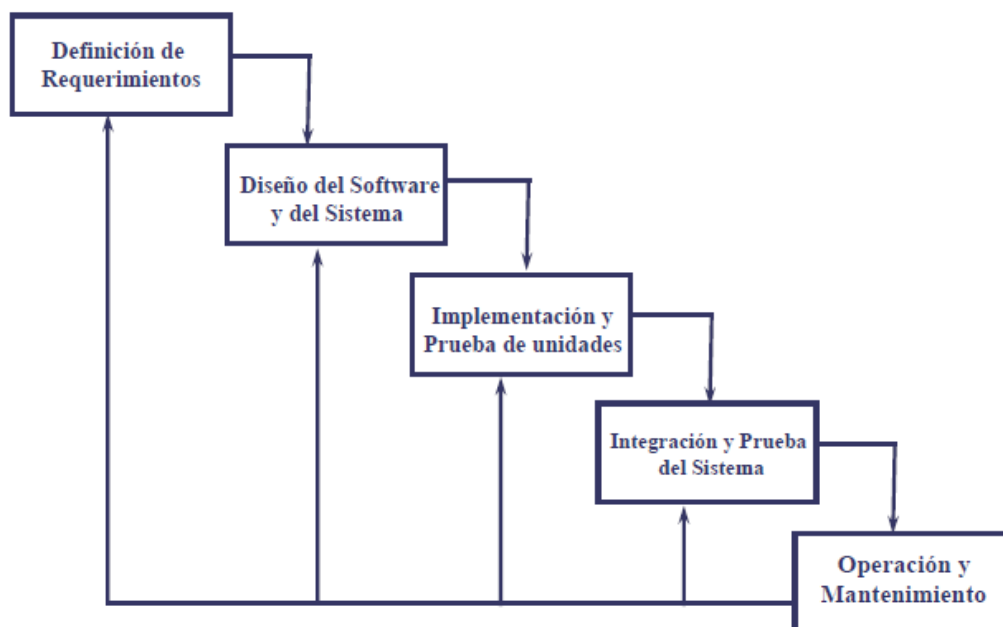 Definición de
Requerimientos
Diseño del Software
y del Sistema
Implementación y
Prueba de unidades
Integración y Prueba
del Sistema
Operación y
Mantenimiento